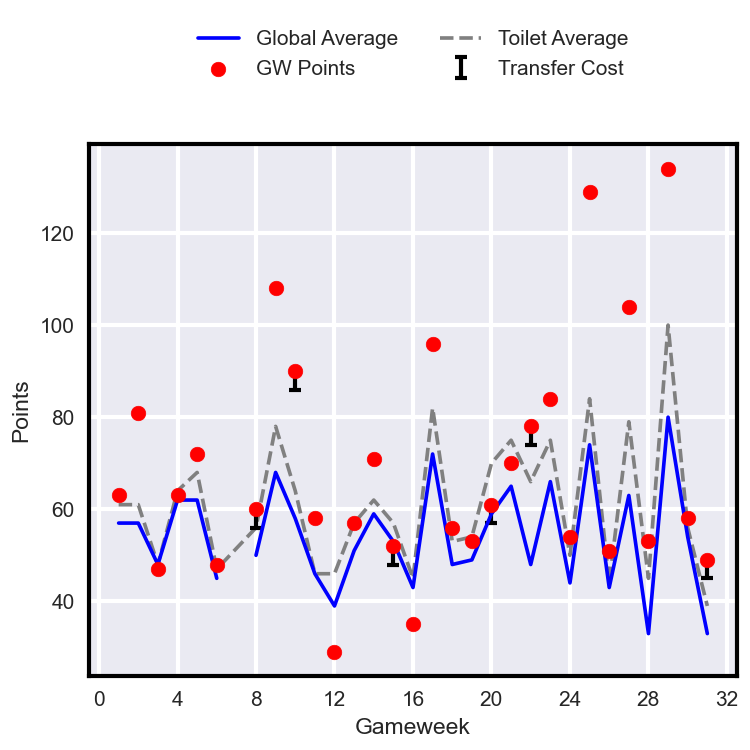 Global Average
Toilet Average
GW Points
Transfer Cost
120
100
80
60
40
Points
0 4 8 12 16 20 24 28 32
Gameweek